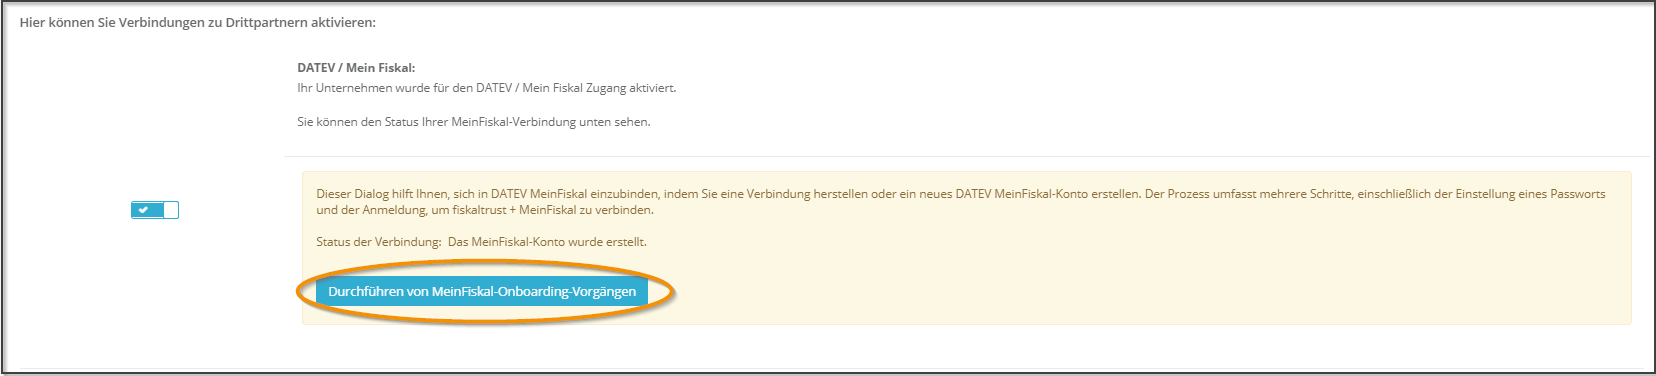 Hier können Sie Verbindungen zu Drittpartnern aktivieren:
DATEV / Mein Fiskal:
Ihr Unternehmen wurde für den DATEV / Mein Fiskal Zugang aktiviert.
Sie können den Status Ihrer MeinFiskal-Verbindung unten sehen.
Dieser Dialog hilft Ihnen, sich in DATEV MeinFiskal einzubinden, indem Sie eine Verbindung herstellen oder ein neues DATEV MeinFiskal-Konto erstellen. Der Prozess umfasst mehrere Schritte, einschließlich der Einstellung eines Passworts
und der Anmeldung, um fiskaltrust + MeinFiskal zu verbinden.
Status der Verbindung: Das MeinFiskal-Konto wurde erstellt.
Durchführen von MeinFiskal-Onboarding-Vorgängen